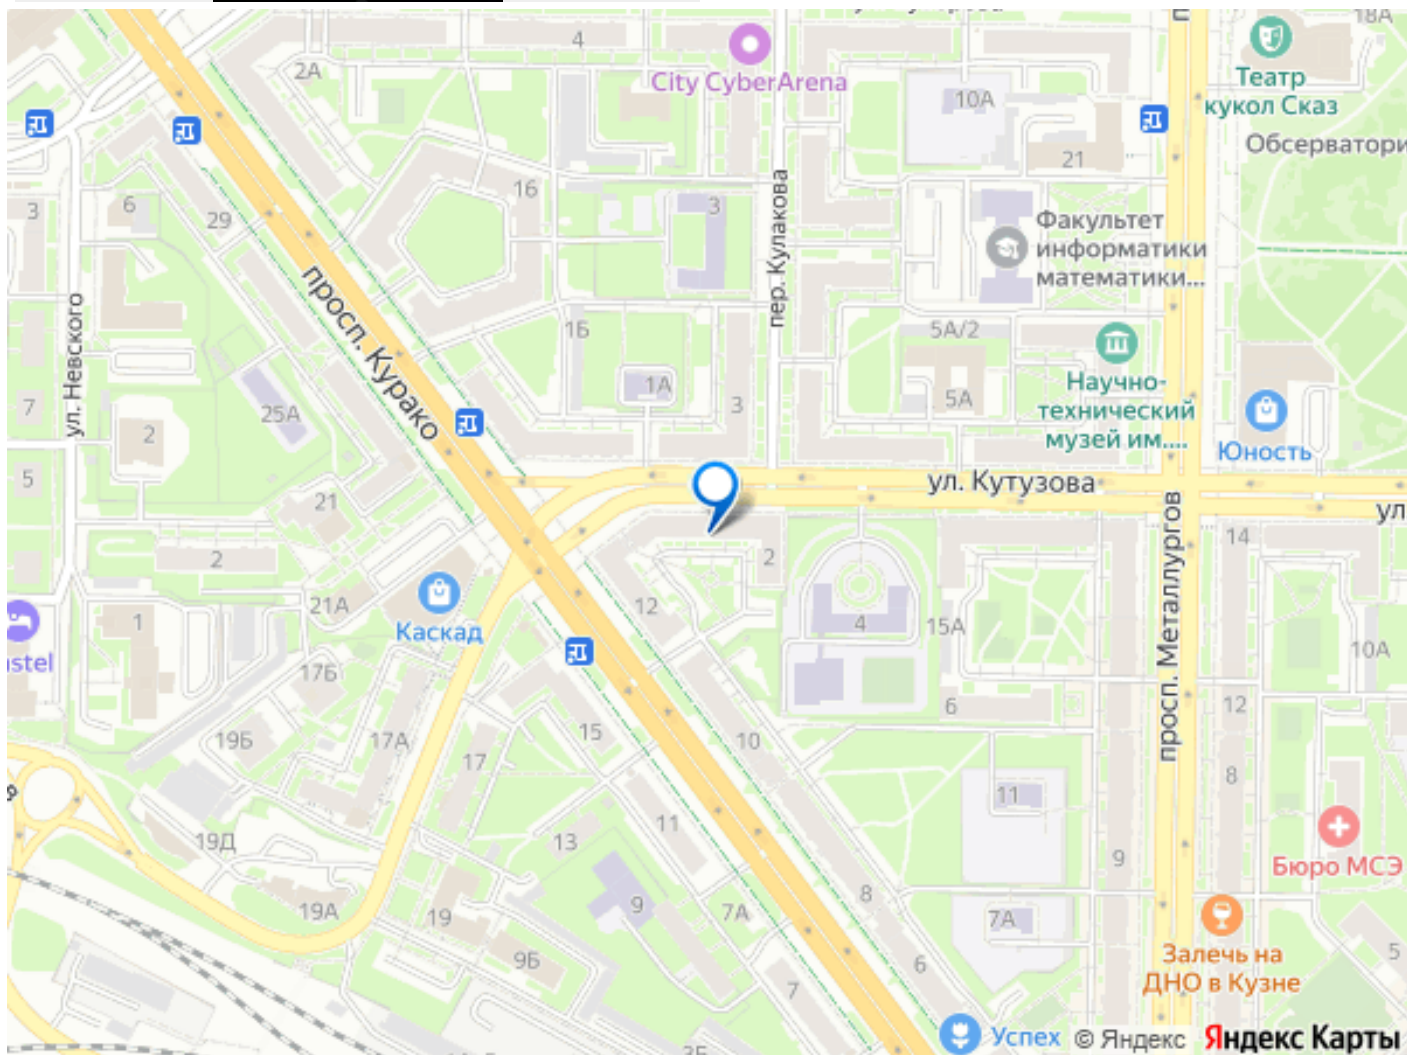 18А
4
2А
City CyberArena
Театр
кукол Сказ
10А
Обсерватори
21
3
6
29
16
3
пер. Кулакова
Факультет
информатики
математики...
просп. Курако
ул. Невского
1Б
5А/2
1А
Научно-
технический
музей им....
5А
3
7
25А
2
Юность
5
21
ул. Кутузова
ул
просп. Металлургов
14
2
2
12
21А
Каскад
1
4
15А
10А
stel
17Б
6
12
19Б
17А
15
10
17
8
11
19Д
13
11
9
Бюро МСЭ
8
19А
19
9
7А
7А
5
Залечь на
ДНО в Кузне
9Б
6
7
Успех
© Яндекс
Яндекс Карты
3Б